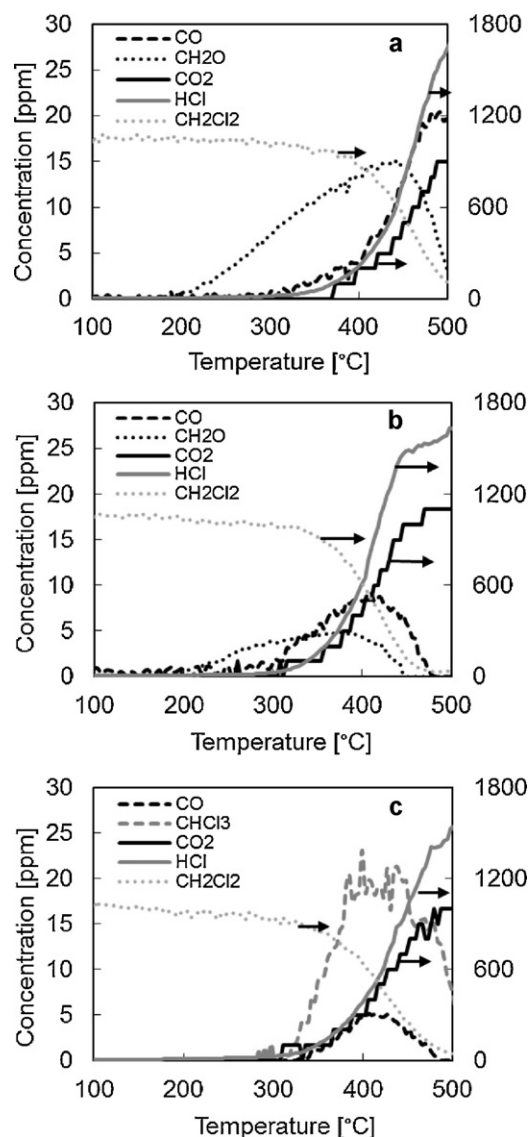 30 1800
CO a
25 CH2O
CO2
20 HCl 1200
CH2Cl2
15
10 600
5
0 0
100 200 300 400 500
Temperature [°C]
Concentration [ppm]
30 1800
CO b
25 CH2O
CO2
20 HCl 1200
CH2Cl2
15
10 600
5
0 0
100 200 300 400 500
Temperature [°C]
Concentration [ppm]
30 1800
CO c
25 CHCl3
CO2
20 HCl 1200
CH2Cl2
15
10 600
5
0 0
100 200 300 400 500
Temperature [°C]
Concentration [ppm]